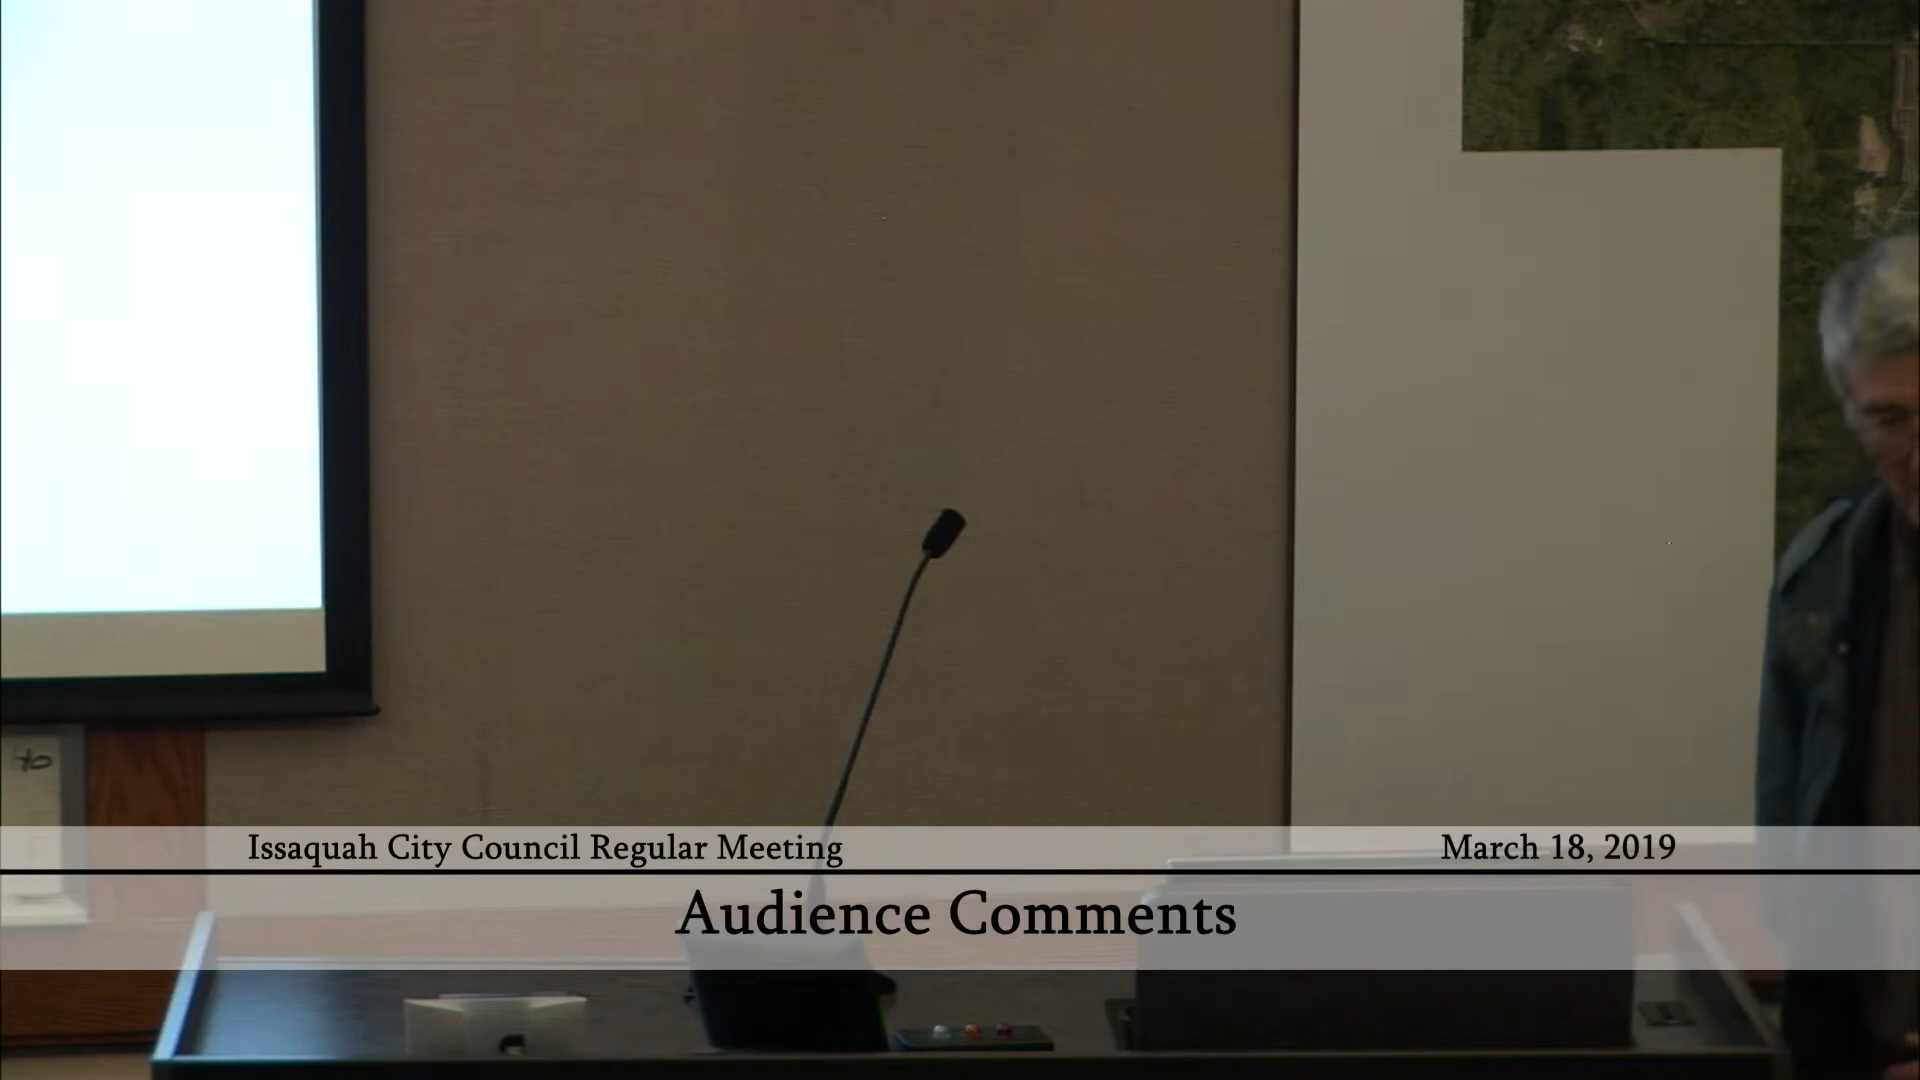 Issaquah City Council Regular Meeting
March 18, 2019
Audience Comments